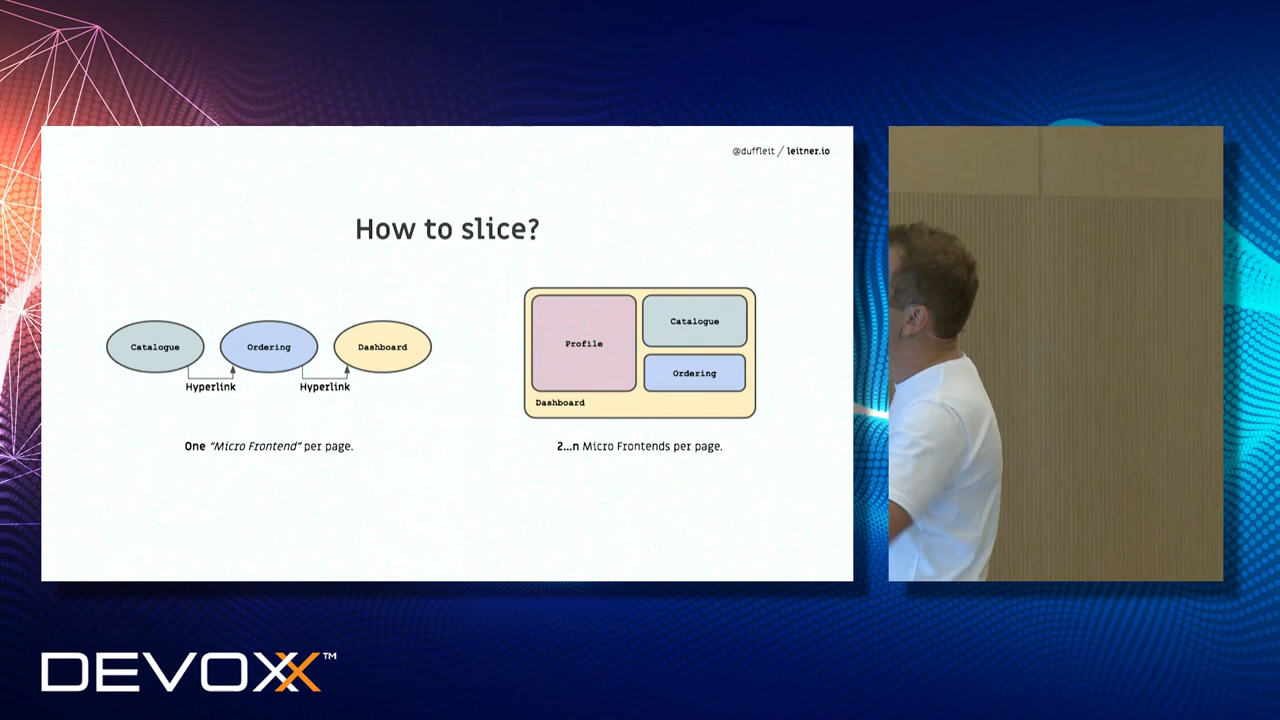 @duffleit / leitner.io
How to slice?
Catalogue
Ordering
Dashboard
Hyperlink
Hyperlink
One “Micro Frontend” per page.
Profile
Catalogue
Ordering
Dashboard
2...n Micro Frontends per page.
DEVOXX™